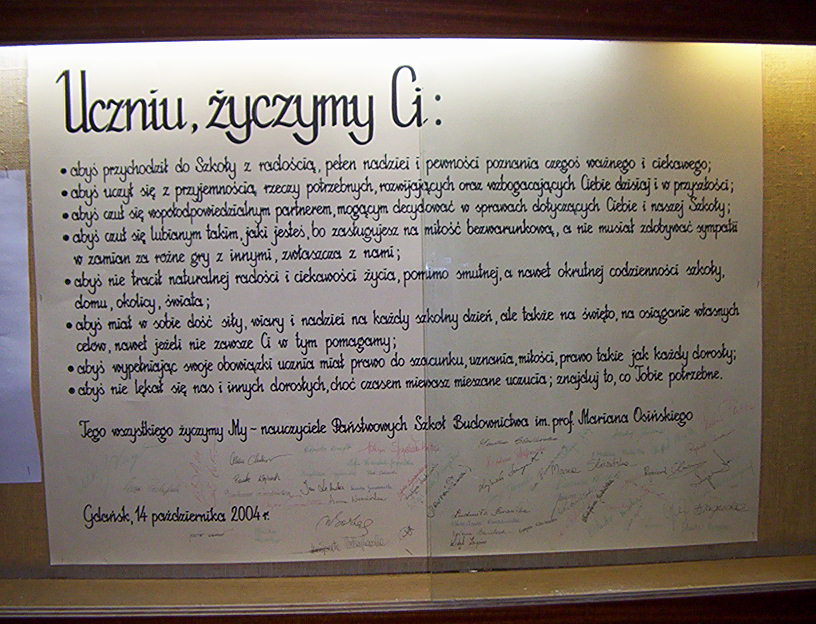 Uczniu, życzymy Ci:
• abyś przychodził do Szkoły z radością, pełen nadziei i pewności poznania czegoś ważnego i ciekawego;
• abyś uczył się z przyjemnością rzeczy potrzebnych, rozwijających oraz wzbogacających Ciebie dzisiaj i w przyszłości;
• abyś czuł się współodpowiedzialnym partnerem, mogącym decydować w sprawach dotyczących Ciebie i naszej Szkoły;
• abyś czuł się lubianym takim, jaki jesteś, bo zasługujesz na miłość bezwarunkową, a nie musiał zdobywać sympatii
w zamian za różne gry z innymi, zwłaszcza z nami;
• abyś nie tracił naturalnej radości i ciekawości życia, pomimo smutnej, a nawet okrutnej codzienności szkoły,
domu, okolicy, świata;
• abyś miał w sobie dość siły, wiary i nadziei na każdy szkolny dzień, ale także na święto, na osiąganie własnych
celów, nawet jeżeli nie zawsze Ci w tym pomagamy;
• abyś wypełniając swoje obowiązki ucznia miał prawo do szacunku, uznania, miłości, prawo takie jak każdy dorosły;
• abyś nie lękał się nas i innych dorosłych, choć czasem miewasz mieszane uczucia; znajduj to, co Tobie potrzebne.
Tego wszystkiego życzymy My - nauczyciele Państwowych Szkół Budownictwa im. prof. Mariana Osińskiego
Gdańsk, 14 października 2004 r.